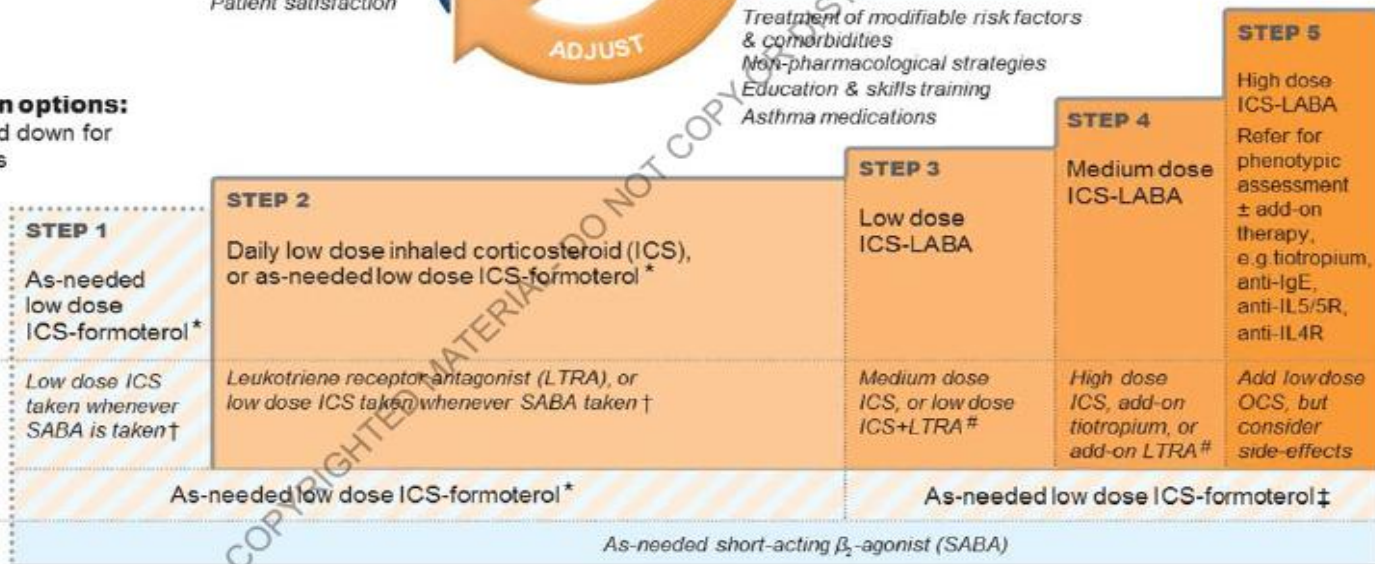 Patient satisfaction
ADJUST
Treatment of modifiable risk factors
& comorbidities
Non-pharmacological strategies
Education & skills training
Asthma medications
n options:
d down for
s
STEP 1
As-needed
low dose
ICS-formoterol*
Low dose ICS
taken whenever
SABA is taken†
STEP 2
Daily low dose inhaled corticosteroid (ICS),
or as-needed low dose ICS-formoterol*
Leukotriene receptor antagonist (LTRA), or
low dose ICS taken whenever SABA taken †
STEP 3
Low dose
ICS-LABA
Medium dose
ICS, or low dose
ICS+LTRA#
STEP 4
Medium dose
ICS-LABA
High dose
ICS, add-on
tiotropium, or
add-on LTRA#
STEP 5
High dose
ICS-LABA
Refer for
phenotypic
assessment
± add-on
therapy,
e.g.tiotropium,
anti-IgE,
anti-IL5/5R,
anti-IL4R
Add low dose
OCS, but
consider
side-effects
As-needed low dose ICS-formoterol*
As-needed low dose ICS-formoterol‡
As-needed short-acting β₂-agonist (SABA)
COPYRIGHTED MATERIAL- DO NOT COPY OR DIS